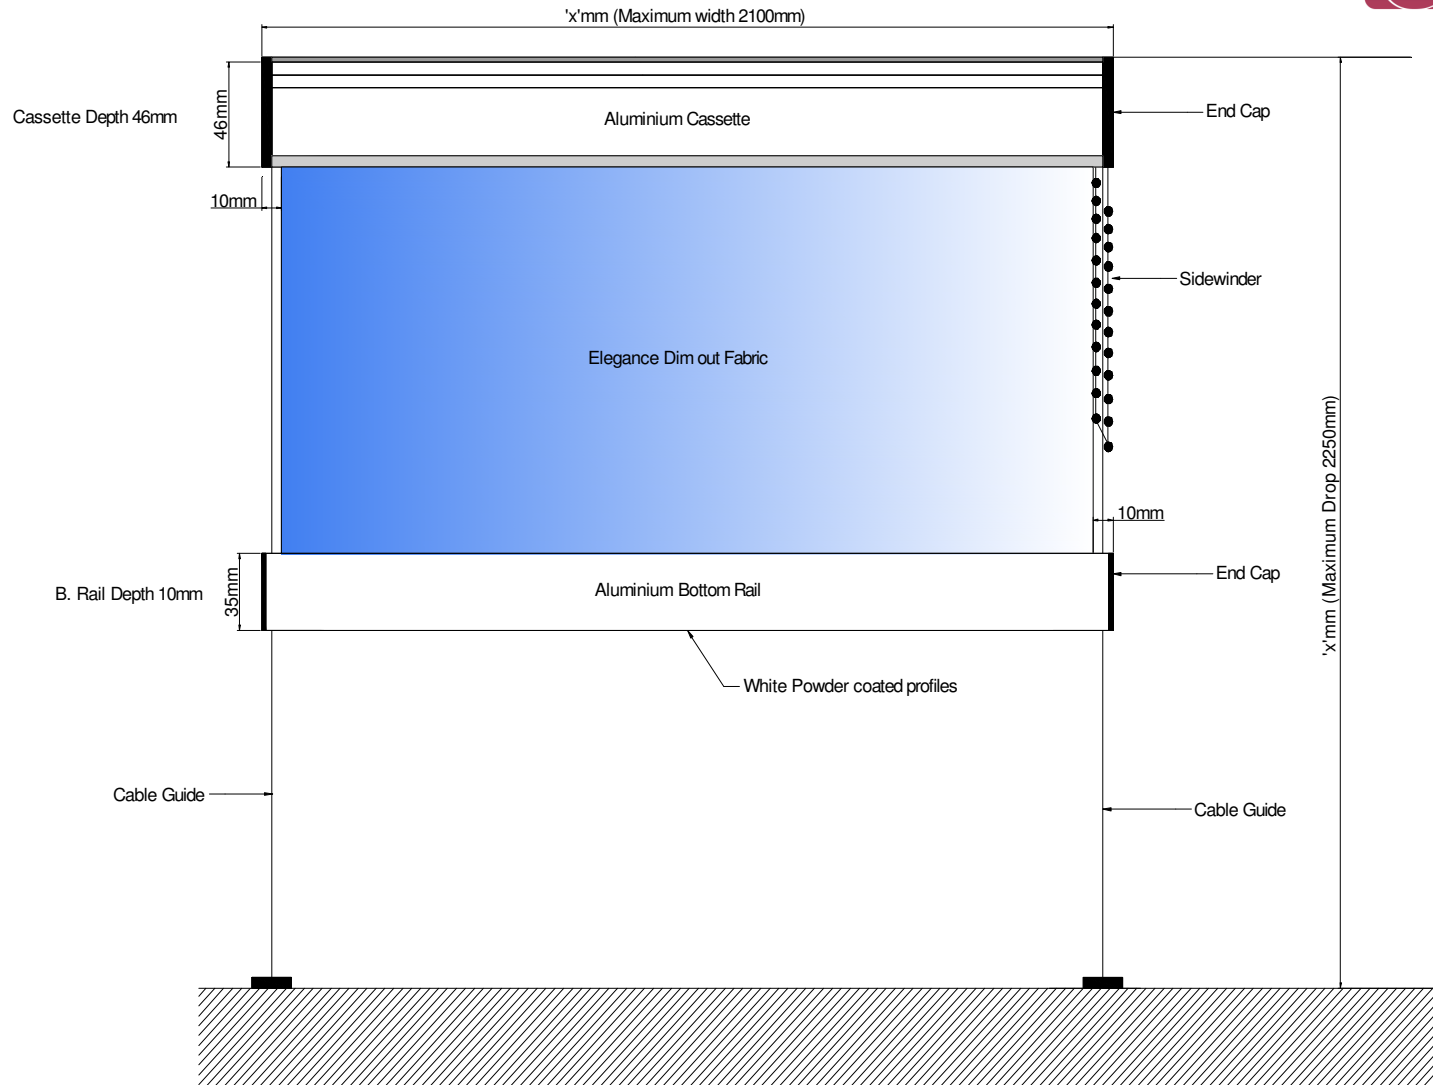 'x'mm (Maximum width 2100mm)
Cassette Depth 46mm
46mm
Aluminium Cassette
End Cap
10mm
Sidewinder
Elegance Dim out Fabric
'x'mm (Maximum Drop 2250mm)
10mm
B. Rail Depth 10mm
35mm
Aluminium Bottom Rail
End Cap
White Powder coated profiles
Cable Guide
Cable Guide